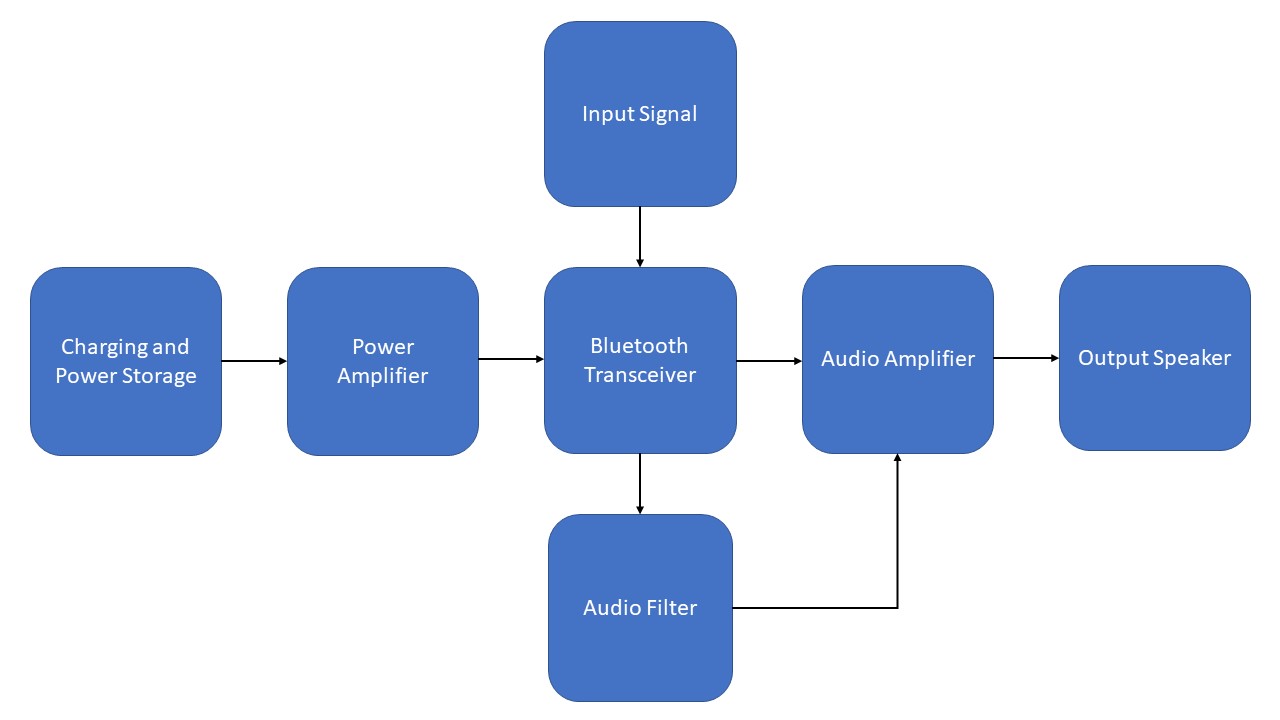 Input Signal
Charging and
Power Storage
Power
Amplifier
Bluetooth
Transceiver
Audio Amplifier
Output Speaker
Audio Filter